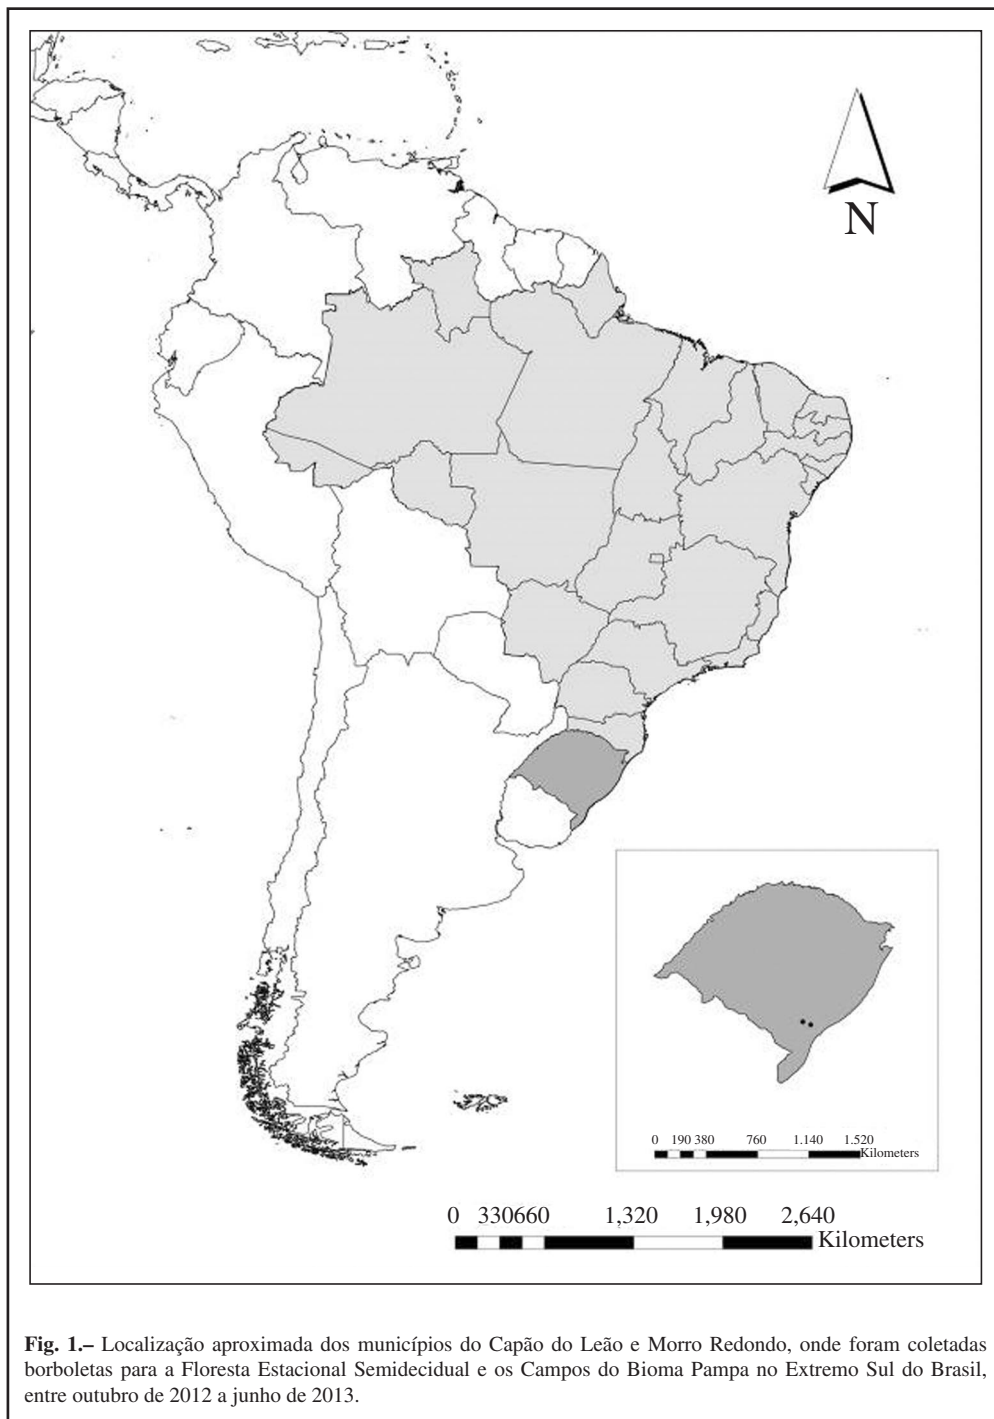 N
0 190 380 760 1.140 1.520
Kilometers
0 330660 1,320 1,980 2,640
Kilometers
Fig. 1.– Localização aproximada dos municípios do Capão do Leão e Morro Redondo, onde foram coletadas
borboletas para a Floresta Estacional Semidecidual e os Campos do Bioma Pampa no Extremo Sul do Brasil,
entre outubro de 2012 a junho de 2013.